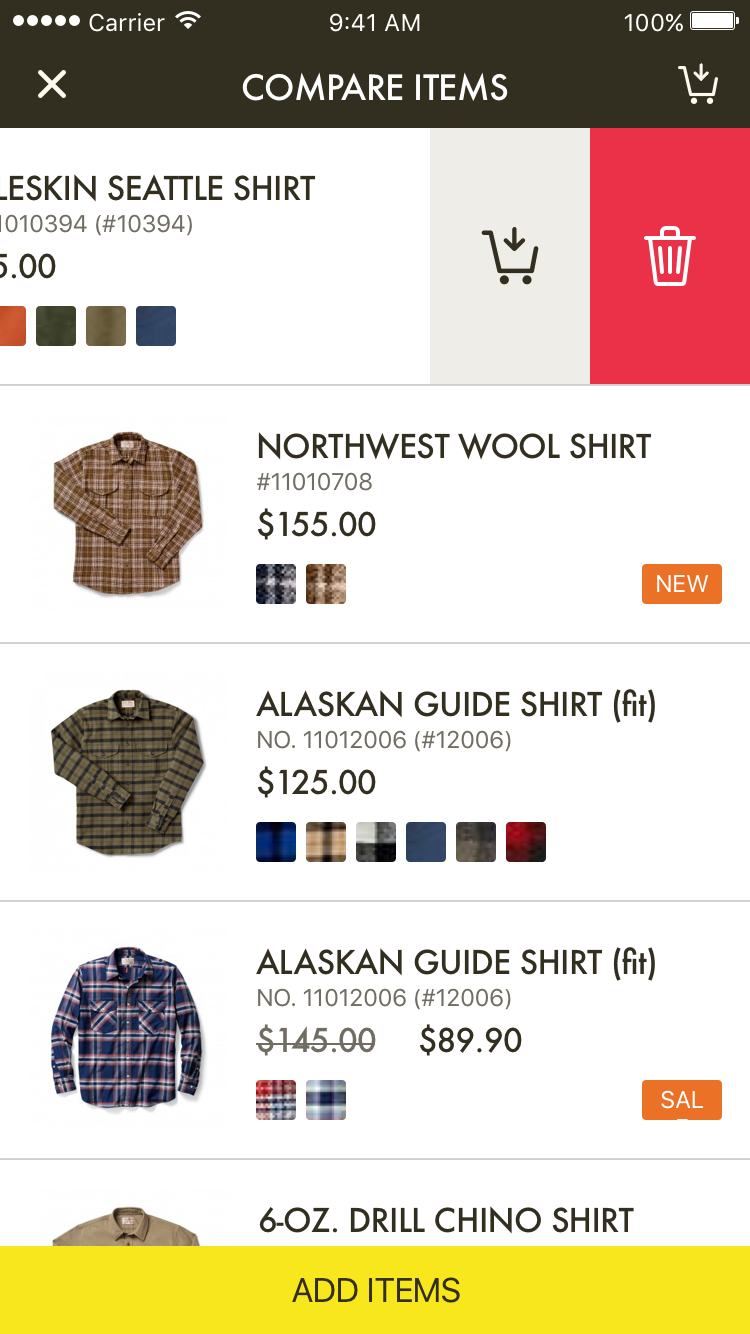 Carrier 9:41 AM 100%
COMPARE ITEMS
LESKIN SEATTLE SHIRT
1010394 (#10394)
5.00
NORTHWEST WOOL SHIRT
#11010708
$155.00
NEW
ALASKAN GUIDE SHIRT (fit)
NO. 11012006 (#12006)
$125.00
ALASKAN GUIDE SHIRT (fit)
NO. 11012006 (#12006)
$145.00 $89.90
SAL
6-OZ. DRILL CHINO SHIRT
ADD ITEMS